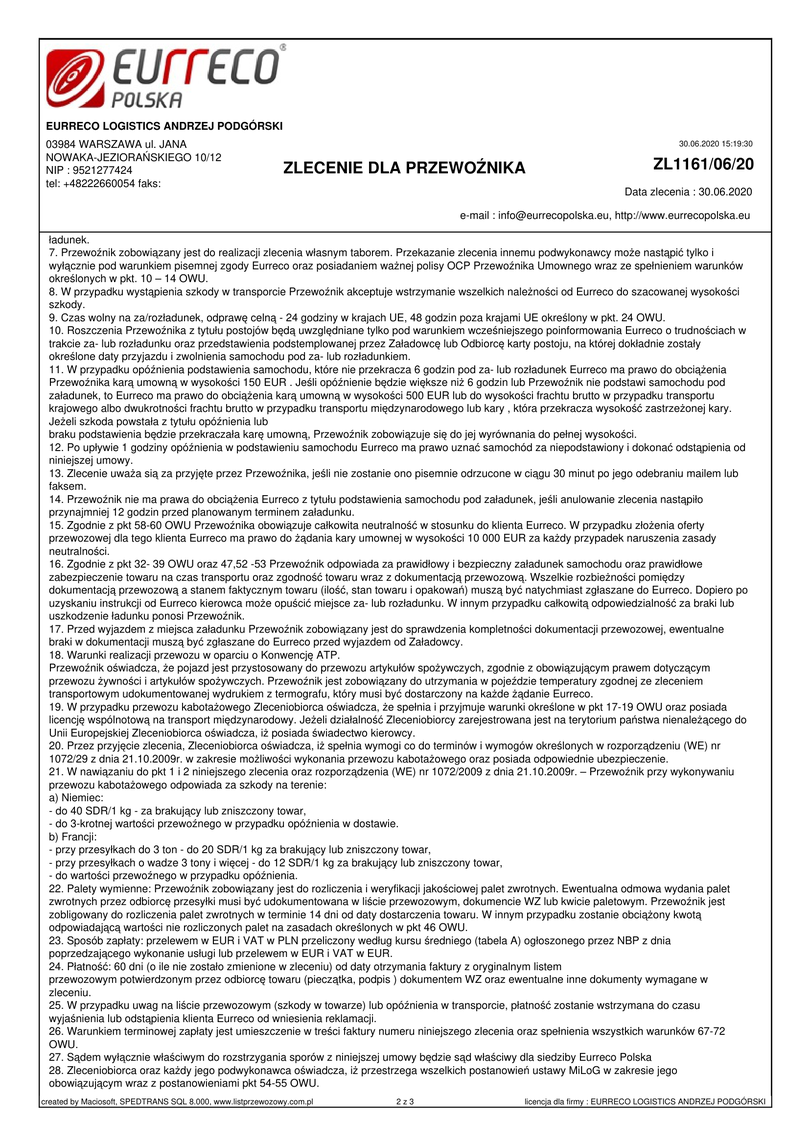 EURRECO®
POLSKA
EURRECO LOGISTICS ANDRZEJ PODGÓRSKI
03984 WARSZAWA ul. JANA
NOWAKA-JEZIORAŃSKIEGO 10/12
NIP : 9521277424
tel: +48222660054 faks:
ZLECENIE DLA PRZEWOŹNIKA
30.06.2020 15:19:30
ZL1161/06/20
Data zlecenia : 30.06.2020
e-mail : info@eurrecopolska.eu, http://www.eurrecopolska.eu
ładunek.
7. Przewoźnik zobowiązany jest do realizacji zlecenia własnym taborem. Przekazanie zlecenia innemu podwykonawcy może nastąpić tylko i
wyłącznie pod warunkiem pisemnej zgody Eurreco oraz posiadaniem ważnej polisy OCP Przewoźnika Umownego wraz ze spełnieniem warunków
określonych w pkt. 10 – 14 OWU.
8. W przypadku wystąpienia szkody w transporcie Przewoźnik akceptuje wstrzymanie wszelkich należności od Eurreco do szacowanej wysokości
szkody.
9. Czas wolny na za/rozładunek, odprawę celną - 24 godziny w krajach UE, 48 godzin poza krajami UE określony w pkt. 24 OWU.
10. Roszczenia Przewoźnika z tytułu postojów będą uwzględniane tylko pod warunkiem wcześniejszego poinformowania Eurreco o trudnościach w
trakcie za- lub rozładunku oraz przedstawienia podstemplowanej przez Załadowcę lub Odbiorcę karty postoju, na której dokładnie zostały
określone daty przyjazdu i zwolnienia samochodu pod za- lub rozładunkiem.
11. W przypadku opóźnienia podstawienia samochodu, które nie przekracza 6 godzin pod za- lub rozładunek Eurreco ma prawo do obciążenia
Przewoźnika karą umowną w wysokości 150 EUR . Jeśli opóźnienie będzie większe niż 6 godzin lub Przewoźnik nie podstawi samochodu pod
załadunek, to Eurreco ma prawo do obciążenia karą umowną w wysokości 500 EUR lub do wysokości frachtu brutto w przypadku transportu
krajowego albo dwukrotności frachtu brutto w przypadku transportu międzynarodowego lub kary , która przekracza wysokość zastrzeżonej kary.
Jeżeli szkoda powstała z tytułu opóźnienia lub
braku podstawienia będzie przekraczała karę umowną, Przewoźnik zobowiązuje się do jej wyrównania do pełnej wysokości.
12. Po upływie 1 godziny opóźnienia w podstawieniu samochodu Eurreco ma prawo uznać samochód za niepodstawiony i dokonać odstąpienia od
niniejszej umowy.
13. Zlecenie uważa sią za przyjęte przez Przewoźnika, jeśli nie zostanie ono pisemnie odrzucone w ciągu 30 minut po jego odebraniu mailem lub
faksem.
14. Przewoźnik nie ma prawa do obciążenia Eurreco z tytułu podstawienia samochodu pod załadunek, jeśli anulowanie zlecenia nastąpiło
przynajmniej 12 godzin przed planowanym terminem załadunku.
15. Zgodnie z pkt 58-60 OWU Przewoźnika obowiązuje całkowita neutralność w stosunku do klienta Eurreco. W przypadku złożenia oferty
przewozowej dla tego klienta Eurreco ma prawo do żądania kary umownej w wysokości 10 000 EUR za każdy przypadek naruszenia zasady
neutralności.
16. Zgodnie z pkt 32- 39 OWU oraz 47,52 -53 Przewoźnik odpowiada za prawidłowy i bezpieczny załadunek samochodu oraz prawidłowe
zabezpieczenie towaru na czas transportu oraz zgodność towaru wraz z dokumentacją przewozową. Wszelkie rozbieżności pomiędzy
dokumentacją przewozową a stanem faktycznym towaru (ilość, stan towaru i opakowań) muszą być natychmiast zgłaszane do Eurreco. Dopiero po
uzyskaniu instrukcji od Eurreco kierowca może opuścić miejsce za- lub rozładunku. W innym przypadku całkowitą odpowiedzialność za braki lub
uszkodzenie ładunku ponosi Przewoźnik.
17. Przed wyjazdem z miejsca załadunku Przewoźnik zobowiązany jest do sprawdzenia kompletności dokumentacji przewozowej, ewentualne
braki w dokumentacji muszą być zgłaszane do Eurreco przed wyjazdem od Załadowcy.
18. Warunki realizacji przewozu w oparciu o Konwencję ATP.
Przewoźnik oświadcza, że pojazd jest przystosowany do przewozu artykułów spożywczych, zgodnie z obowiązującym prawem dotyczącym
przewozu żywności i artykułów spożywczych. Przewoźnik jest zobowiązany do utrzymania w pojeździe temperatury zgodnej ze zleceniem
transportowym udokumentowanej wydrukiem z termografu, który musi być dostarczony na każde żądanie Eurreco.
19. W przypadku przewozu kabotażowego Zleceniobiorca oświadcza, że spełnia i przyjmuje warunki określone w pkt 17-19 OWU oraz posiada
licencję wspólnotową na transport międzynarodowy. Jeżeli działalność Zleceniobiorcy zarejestrowana jest na terytorium państwa nienależącego do
Unii Europejskiej Zleceniobiorca oświadcza, iż posiada świadectwo kierowcy.
20. Przez przyjęcie zlecenia, Zleceniobiorca oświadcza, iż spełnia wymogi co do terminów i wymogów określonych w rozporządzeniu (WE) nr
1072/29 z dnia 21.10.2009r. w zakresie możliwości wykonania przewozu kabotażowego oraz posiada odpowiednie ubezpieczenie.
21. W nawiązaniu do pkt 1 i 2 niniejszego zlecenia oraz rozporządzenia (WE) nr 1072/2009 z dnia 21.10.2009r. – Przewoźnik przy wykonywaniu
przewozu kabotażowego odpowiada za szkody na terenie:
a) Niemiec:
- do 40 SDR/1 kg - za brakujący lub zniszczony towar,
- do 3-krotnej wartości przewoźnego w przypadku opóźnienia w dostawie.
b) Francji:
- przy przesyłkach do 3 ton - do 20 SDR/1 kg za brakujący lub zniszczony towar,
- przy przesyłkach o wadze 3 tony i więcej - do 12 SDR/1 kg za brakujący lub zniszczony towar,
- do wartości przewoźnego w przypadku opóźnienia.
22. Palety wymienne: Przewoźnik zobowiązany jest do rozliczenia i weryfikacji jakościowej palet zwrotnych. Ewentualna odmowa wydania palet
zwrotnych przez odbiorcę przesyłki musi być udokumentowana w liście przewozowym, dokumencie WZ lub kwicie paletowym. Przewoźnik jest
zobligowany do rozliczenia palet zwrotnych w terminie 14 dni od daty dostarczenia towaru. W innym przypadku zostanie obciążony kwotą
odpowiadającą wartości nie rozliczonych palet na zasadach określonych w pkt 46 OWU.
23. Sposób zapłaty: przelewem w EUR i VAT w PLN przeliczony według kursu średniego (tabela A) ogłoszonego przez NBP z dnia
poprzedzającego wykonanie usługi lub przelewem w EUR i VAT w EUR.
24. Płatność: 60 dni (o ile nie zostało zmienione w zleceniu) od daty otrzymania faktury z oryginalnym listem
przewozowym potwierdzonym przez odbiorcę towaru (pieczątka, podpis ) dokumentem WZ oraz ewentualne inne dokumenty wymagane w
zleceniu.
25. W przypadku uwag na liście przewozowym (szkody w towarze) lub opóźnienia w transporcie, płatność zostanie wstrzymana do czasu
wyjaśnienia lub odstąpienia klienta Eurreco od wniesienia reklamacji.
26. Warunkiem terminowej zapłaty jest umieszczenie w treści faktury numeru niniejszego zlecenia oraz spełnienia wszystkich warunków 67-72
OWU.
27. Sądem wyłącznie właściwym do rozstrzygania sporów z niniejszej umowy będzie sąd właściwy dla siedziby Eurreco Polska
28. Zleceniobiorca oraz każdy jego podwykonawca oświadcza, iż przestrzega wszelkich postanowień ustawy MiLoG w zakresie jego
obowiązującym wraz z postanowieniami pkt 54-55 OWU.
created by Maciosoft, SPEDTRANS SQL 8.000, www.listprzewozowy.com.pl
2 z 3
licencja dla firmy : EURRECO LOGISTICS ANDRZEJ PODGÓRSKI